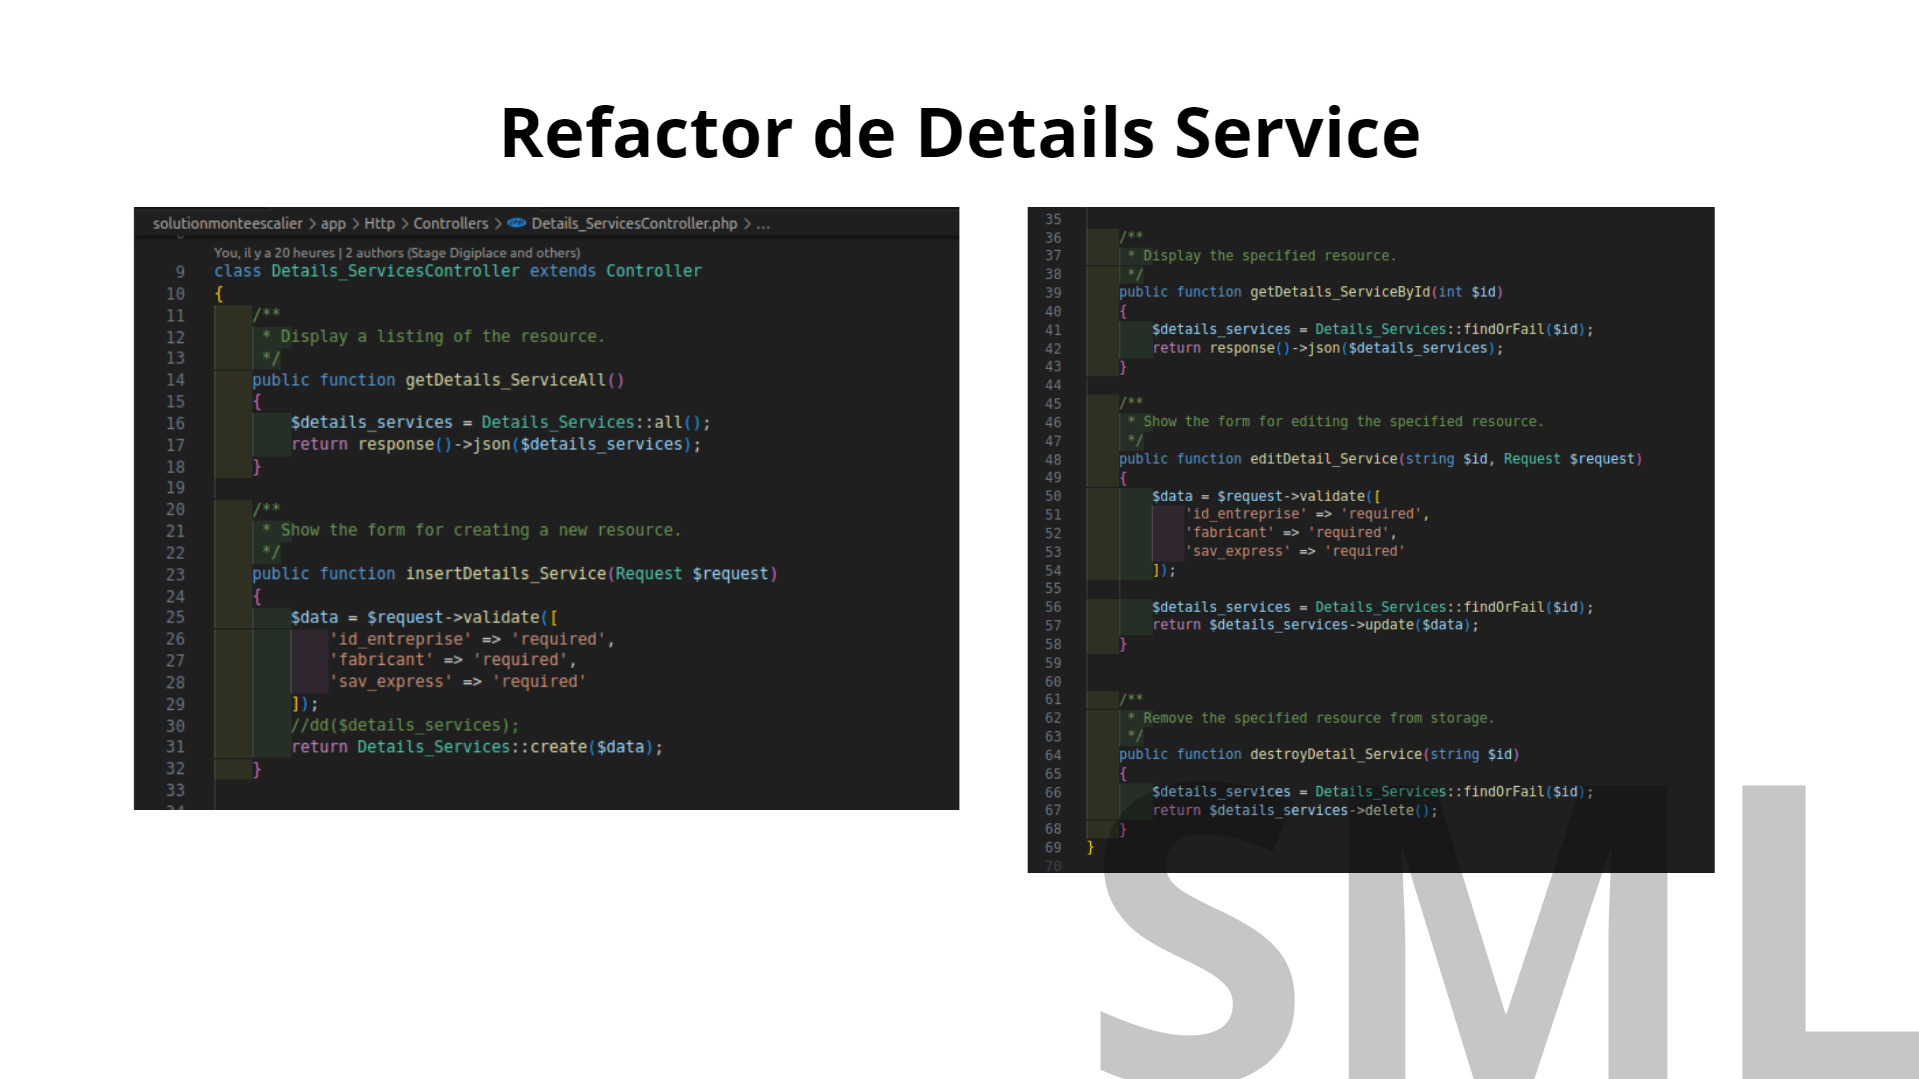 Refactor de Details Service
solutionmonteescalier > app > Http > Controllers > php Details_ServicesController.php > ...
You, il y a 20 heures | 2 authors (Stage Digiplace and others)
9 class Details_ServicesController extends Controller
10 {
11 /**
12 * Display a listing of the resource.
13 */
14 public function getDetails_ServiceAll()
15 {
16 $details_services = Details_Services::all();
17 return response()->json($details_services);
18 }
19
20 /**
21 * Show the form for creating a new resource.
22 */
23 public function insertDetails_Service(Request $request)
24 {
25 $data = $request->validate([
26 'id_entreprise' => 'required',
27 'fabricant' => 'required',
28 'sav_express' => 'required'
29 ]);
30 //dd($details_services);
31 return Details_Services::create($data);
32 }
33
35
36 /**
37 * Display the specified resource.
38 */
39 public function getDetails_ServiceById(int $id)
40 {
41 $details_services = Details_Services::findOrFail($id);
42 return response()->json($details_services);
43 }
44
45 /**
46 * Show the form for editing the specified resource.
47 */
48 public function editDetail_Service(string $id, Request $request)
49 {
50 $data = $request->validate([
51 'id_entreprise' => 'required',
52 'fabricant' => 'required',
53 'sav_express' => 'required'
54 ]);
55
56 $details_services = Details_Services::findOrFail($id);
57 return $details_services->update($data);
58 }
59
60
61 /**
62 * Remove the specified resource from storage.
63 */
64 public function destroyDetail_Service(string $id)
65 {
66 $details_services = Details_Services::findOrFail($id);
67 return $details_services->delete();
68 }
69 }
70
SML